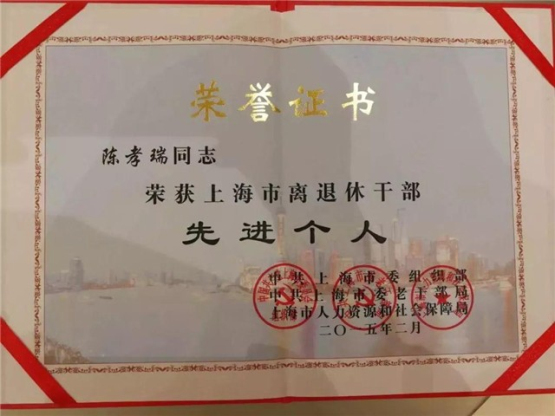 荣誉证书
陈孝瑞同志
荣获上海市离退休干部
先进个人
中共上海市委组织部
中共上海市委老干部局
上海市人力资源和社会保障局
二〇一五年二月